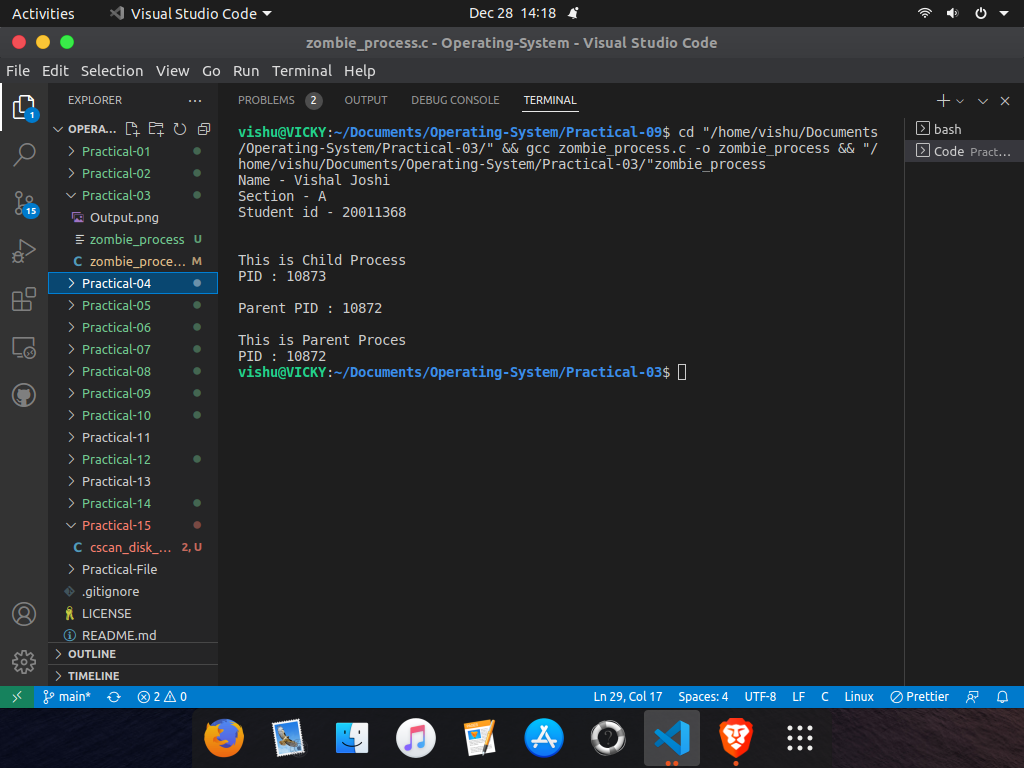 Activities
Visual Studio Code
Dec 28 14:18
zombie_process.c - Operating-System - Visual Studio Code
File Edit Selection View Go Run Terminal Help
EXPLORER
1
15
OPERA...
Practical-01
Practical-02
Practical-03
Output.png
zombie_process U
C zombie_proce... M
Practical-04
Practical-05
Practical-06
Practical-07
Practical-08
Practical-09
Practical-10
Practical-11
Practical-12
Practical-13
Practical-14
Practical-15
C cscan_disk_... 2, U
Practical-File
.gitignore
LICENSE
README.md
OUTLINE
TIMELINE
PROBLEMS 2 OUTPUT DEBUG CONSOLE TERMINAL
vishu@VICKY:~/Documents/Operating-System/Practical-09$ cd "/home/vishu/Documents
/Operating-System/Practical-03/" && gcc zombie_process.c -o zombie_process && "/
home/vishu/Documents/Operating-System/Practical-03/"zombie_process
Name - Vishal Joshi
Section - A
Student id - 20011368
This is Child Process
PID : 10873
Parent PID : 10872
This is Parent Proces
PID : 10872
vishu@VICKY:~/Documents/Operating-System/Practical-03$
bash
Code Pract...
main* 2 0 Ln 29, Col 17 Spaces: 4 UTF-8 LF C Linux Prettier